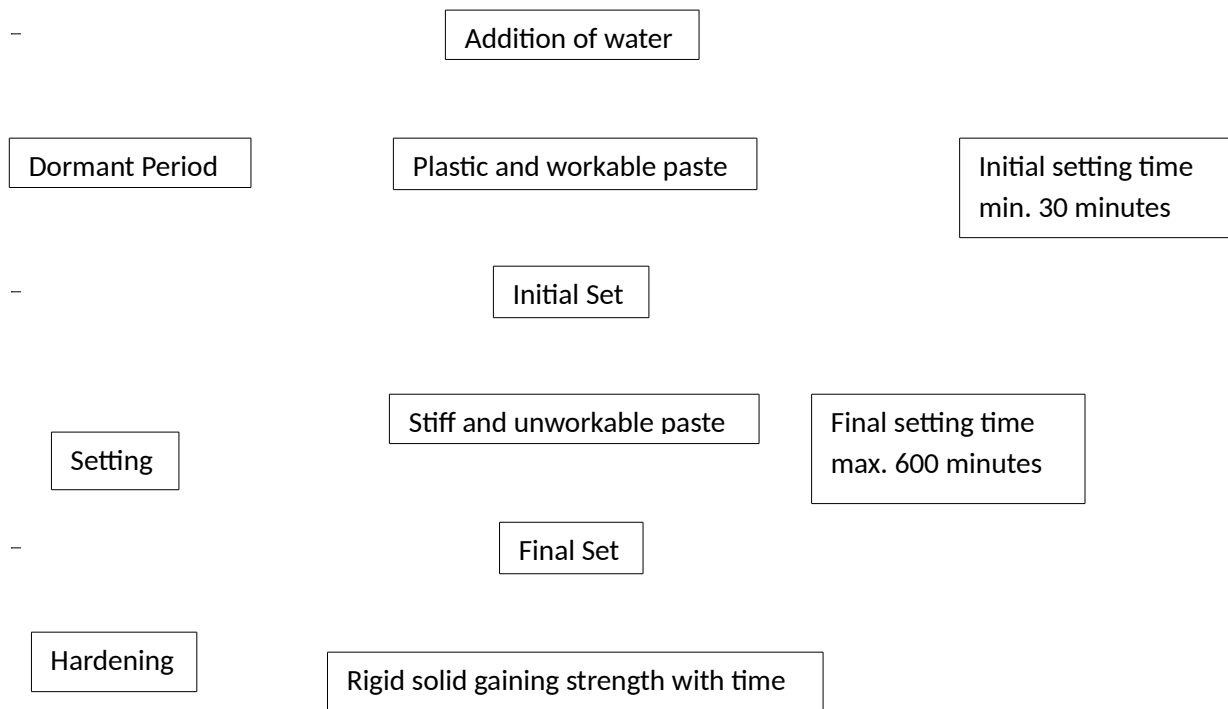 Addition of water
Dormant Period
Plastic and workable paste
Initial setting time
min. 30 minutes
Initial Set
Stiff and unworkable paste
Final setting time
max. 600 minutes
Setting
Final Set
Hardening
Rigid solid gaining strength with time